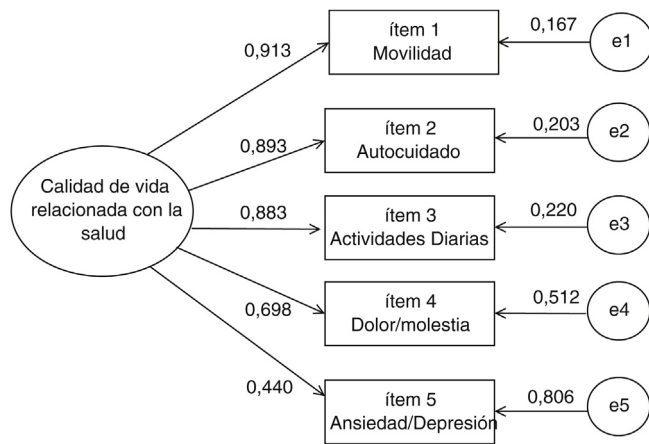 ítem 1
Movilidad
0,913
0,167
e1
ítem 2
Autocuidado
0,893
0,203
e2
Calidad de vida
relacionada con la
salud
ítem 3
Actividades Diarias
0,883
0,220
e3
ítem 4
Dolor/molestia
0,698
0,512
e4
ítem 5
Ansiedad/Depresión
0,440
0,806
e5